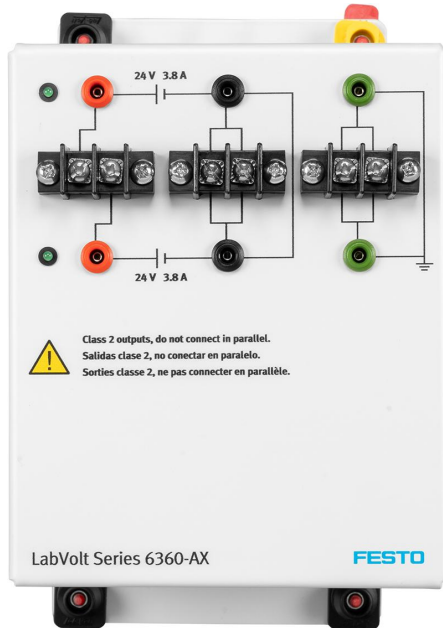 24 V 3.8 A
24 V 3.8 A
Class 2 outputs, do not connect in parallel.
Salidas clase 2, no conectar en paralelo.
Sorties classe 2, ne pas connecter en parallèle.
LabVolt Series 6360-AX
FESTO